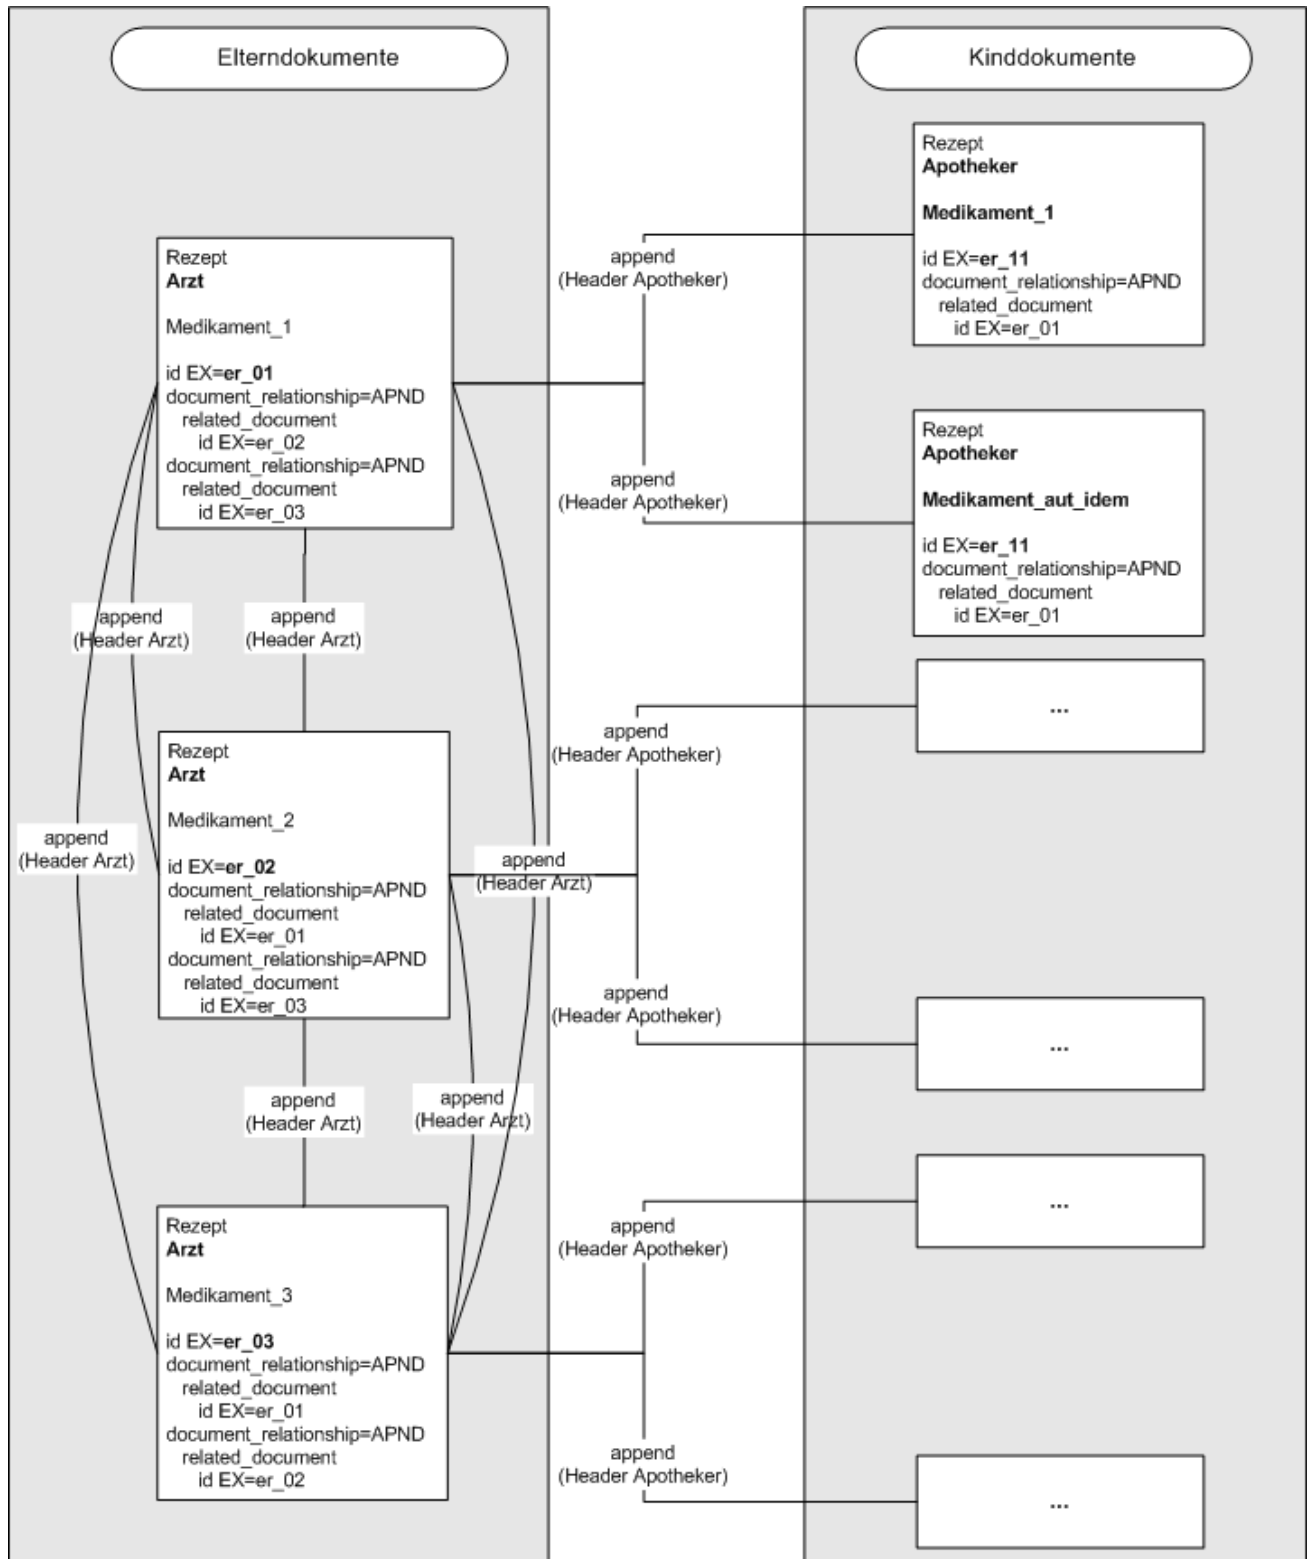 Elterndokumente
Rezept
Arzt
Medikament_1
id EX=er_01
document_relationship=APND
related_document
id EX=er_02
document_relationship=APND
related_document
id EX=er_03
append
(Header Arzt)
append
(Header Arzt)
Rezept
Arzt
Medikament_2
id EX=er_02
document_relationship=APND
related_document
id EX=er_01
document_relationship=APND
related_document
id EX=er_03
append
(Header Arzt)
append
(Header Arzt)
append
(Header Arzt)
append
(Header Arzt)
Rezept
Arzt
Medikament_3
id EX=er_03
document_relationship=APND
related_document
id EX=er_01
document_relationship=APND
related_document
id EX=er_02
append
(Header Apotheker)
append
(Header Apotheker)
append
(Header Apotheker)
append
(Header Apotheker)
append
(Header Apotheker)
append
(Header Apotheker)
Kinddokumente
Rezept
Apotheker
Medikament_1
id EX=er_11
document_relationship=APND
related_document
id EX=er_01
Rezept
Apotheker
Medikament_aut_idem
id EX=er_11
document_relationship=APND
related_document
id EX=er_01
...
...
...
...